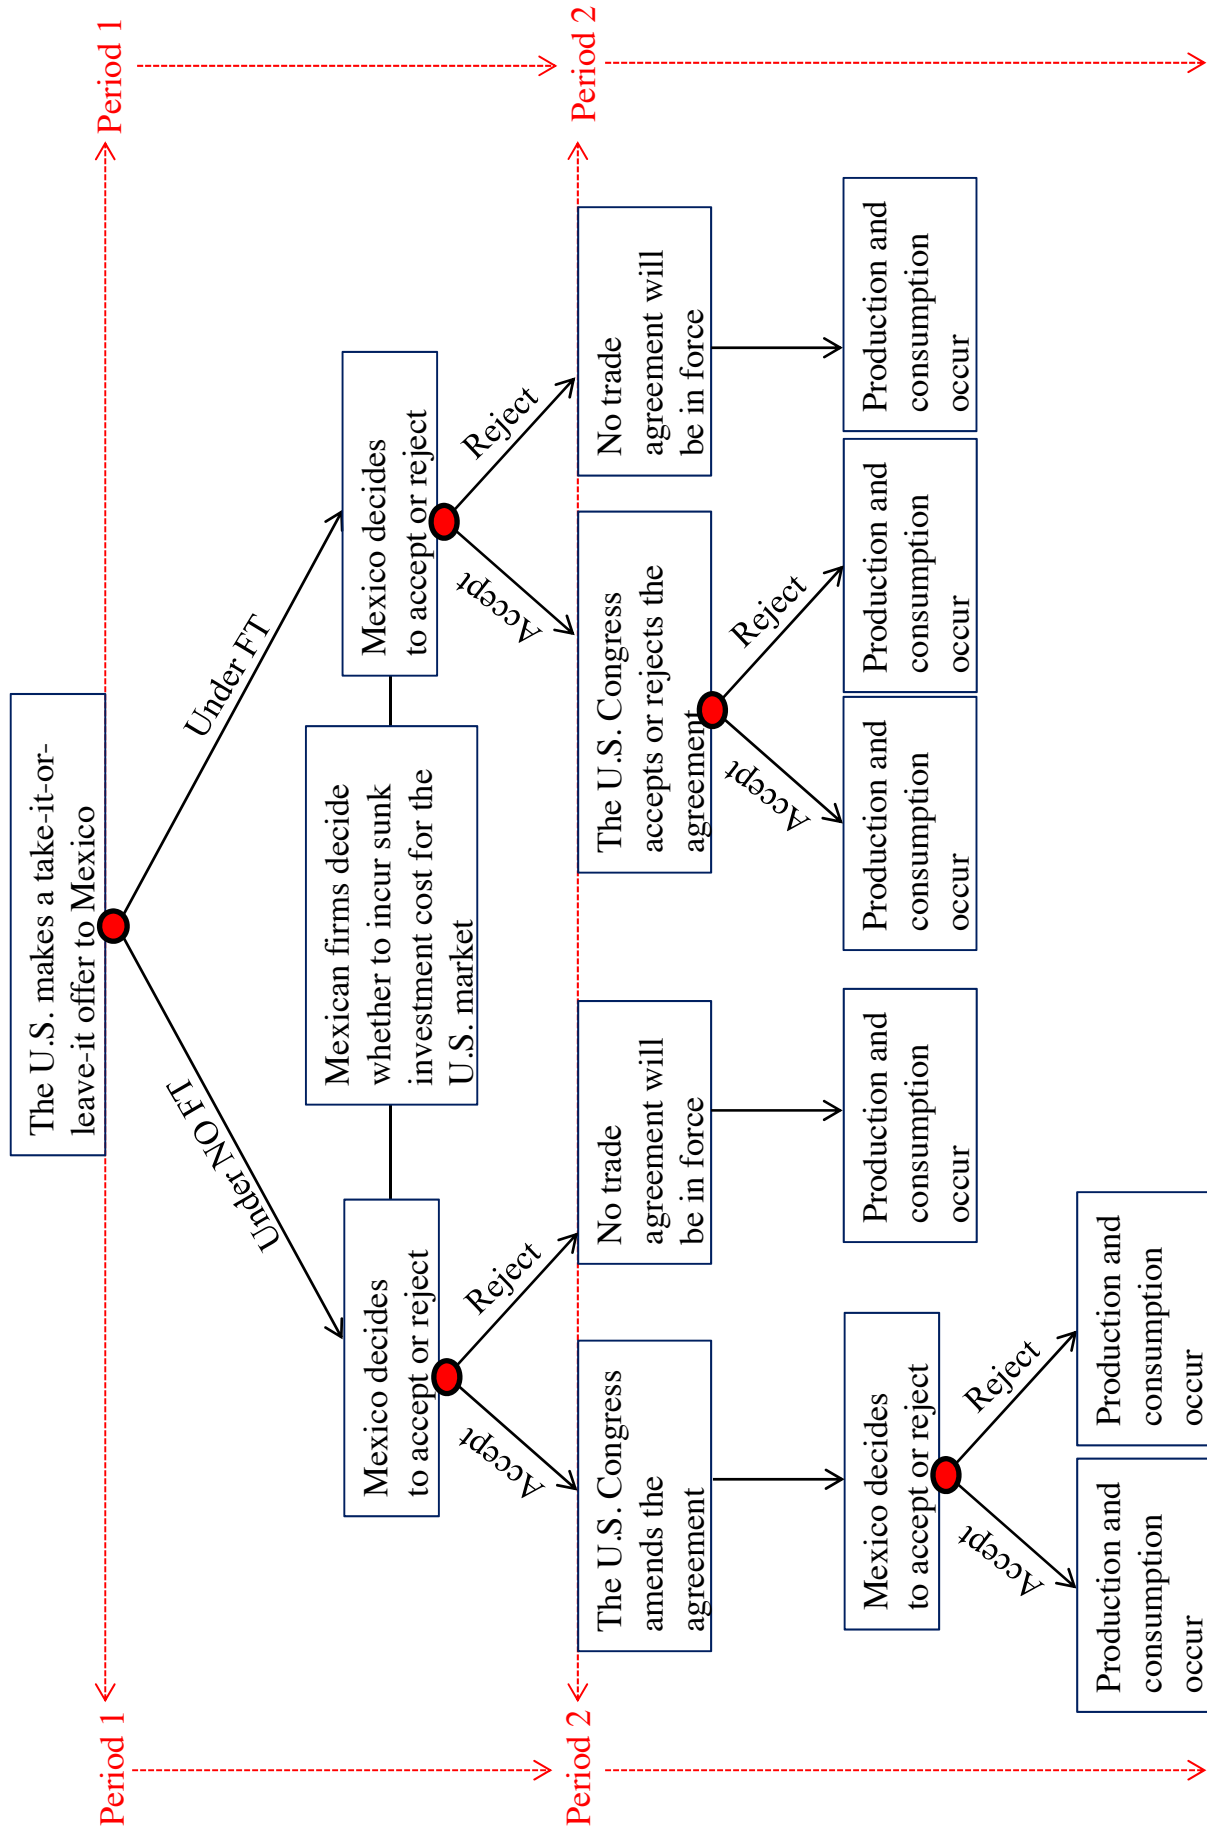 Period 1
Period 1
The U.S. makes a take-it-or-
leave-it offer to Mexico
Under NO FT
Under FT
Mexico decides
to accept or reject
Mexican firms decide
whether to incur sunk
investment cost for the
U.S. market
Mexico decides
to accept or reject
Accept
Reject
Accept
Reject
Period 2
Period 2
The U.S. Congress
amends the
agreement
No trade
agreement will
be in force
The U.S. Congress
accepts or rejects the
agreement
No trade
agreement will
be in force
Accept
Reject
Mexico decides
to accept or reject
Production and
consumption
occur
Production and
consumption
occur
Production and
consumption
occur
Production and
consumption
occur
Accept
Reject
Production and
consumption
occur
Production and
consumption
occur